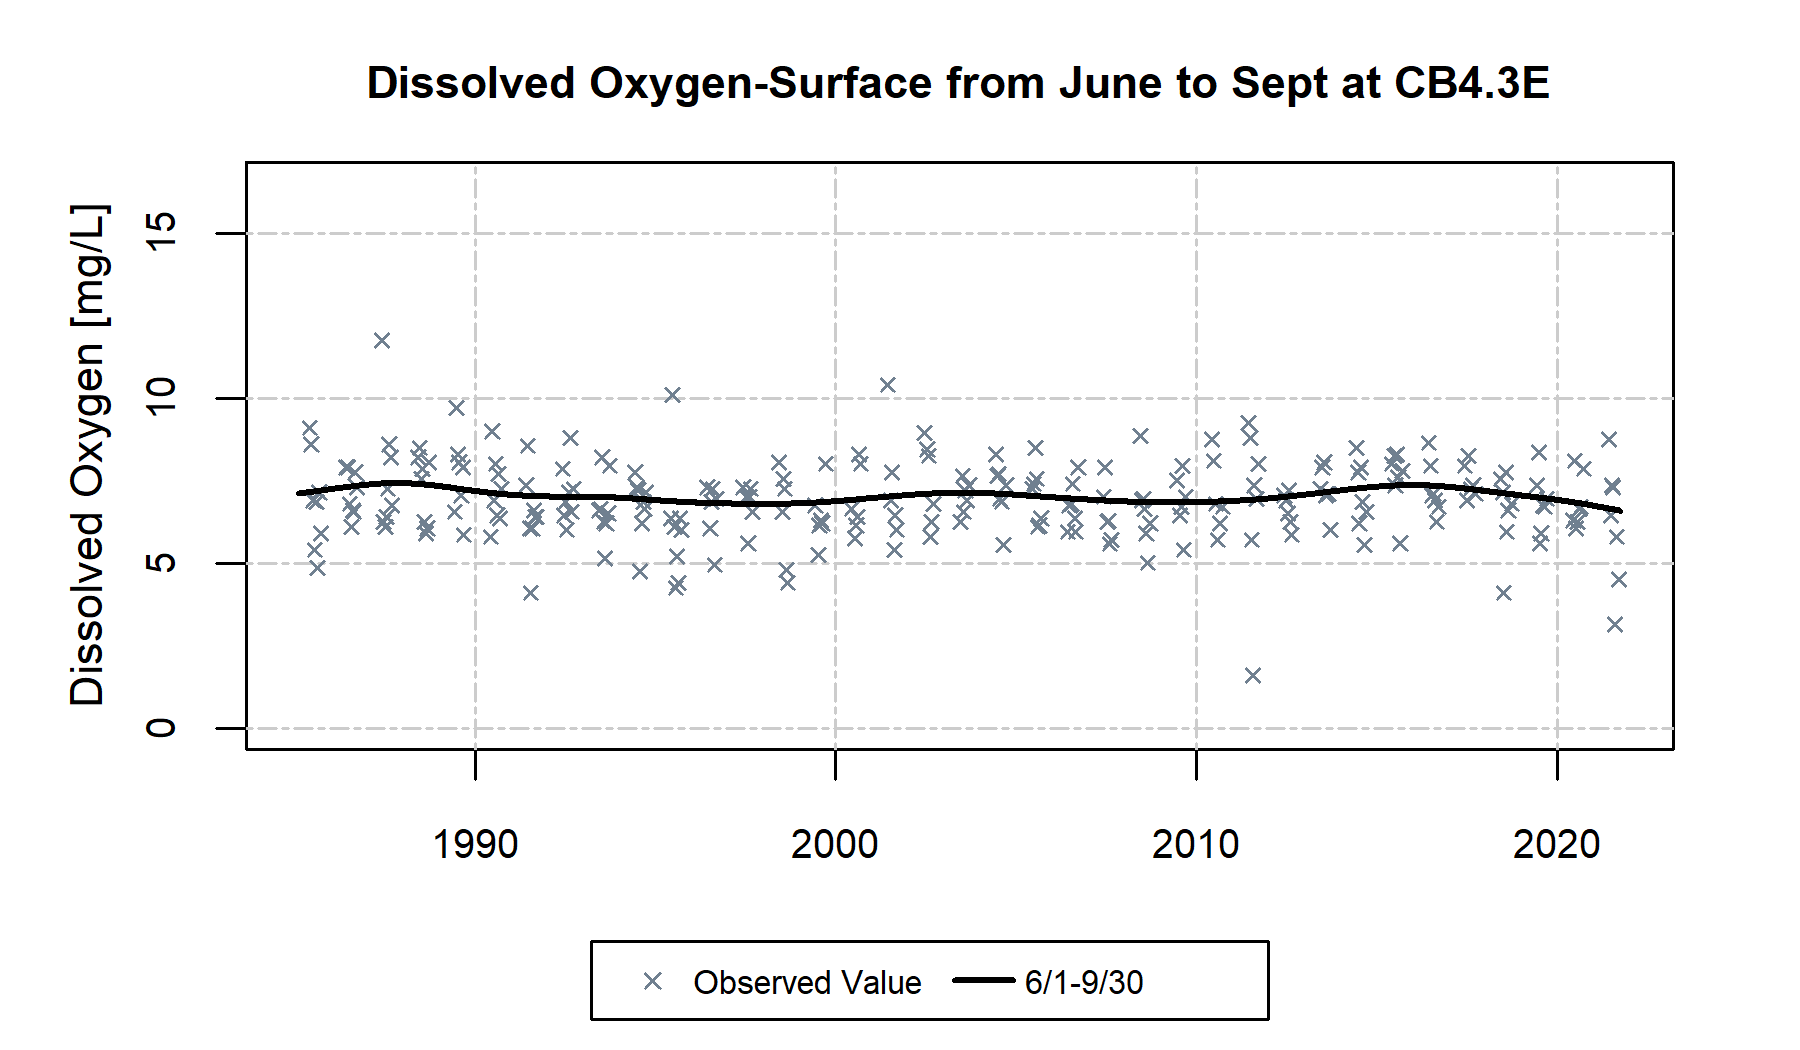 Dissolved Oxygen-Surface from June to Sept at CB4.3E
Dissolved Oxygen [mg/L]
15
10
5
0
1990 2000 2010 2020
Observed Value 6/1-9/30